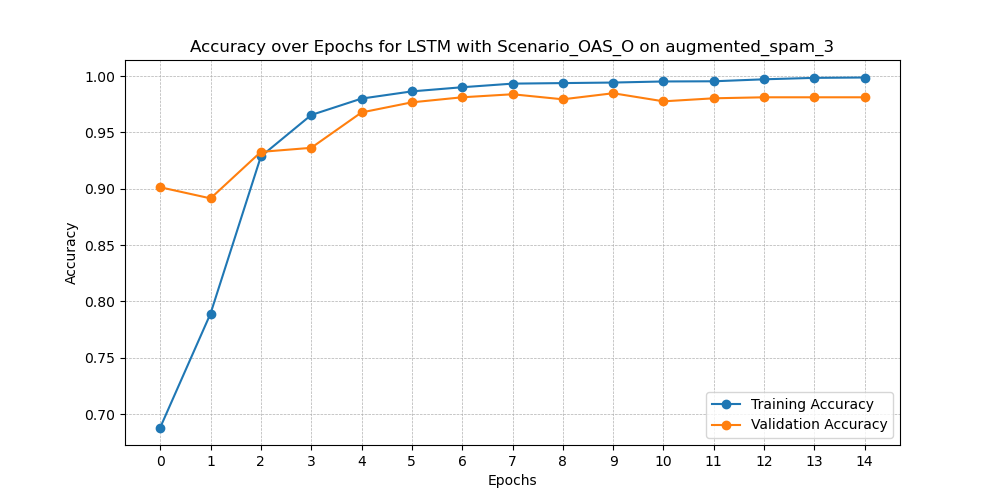 Accuracy over Epochs for LSTM with Scenario_OAS_O on augmented_spam_3
1.00
0.95
0.90
0.85
0.80
0.75
0.70
Accuracy
0 1 2 3 4 5 6 7 8 9 10 11 12 13 14
Epochs
Training Accuracy
Validation Accuracy